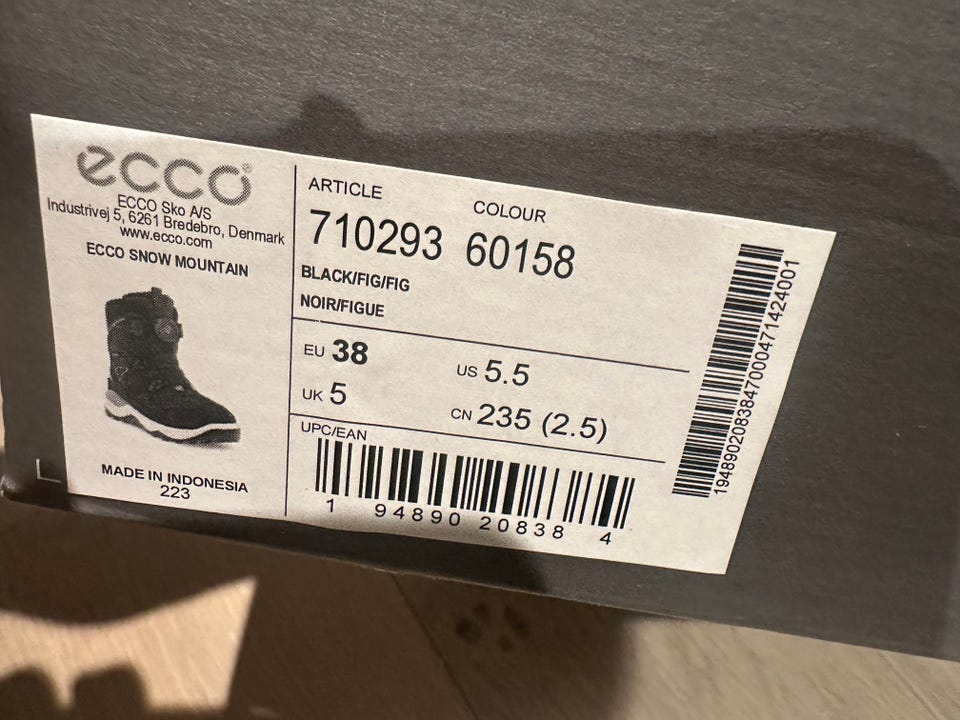 ecco®
ECCO Sko A/S
Industrivej 5, 6261 Bredebro, Denmark
www.ecco.com
ECCO SNOW MOUNTAIN
MADE IN INDONESIA
223
L
ARTICLE COLOUR
710293 60158
BLACK/FIG/FIG
NOIR/FIGUE
EU 38 US 5.5
UK 5 CN 235 (2.5)
UPC/EAN
1 94890 20838 4
1948902083847000471424001